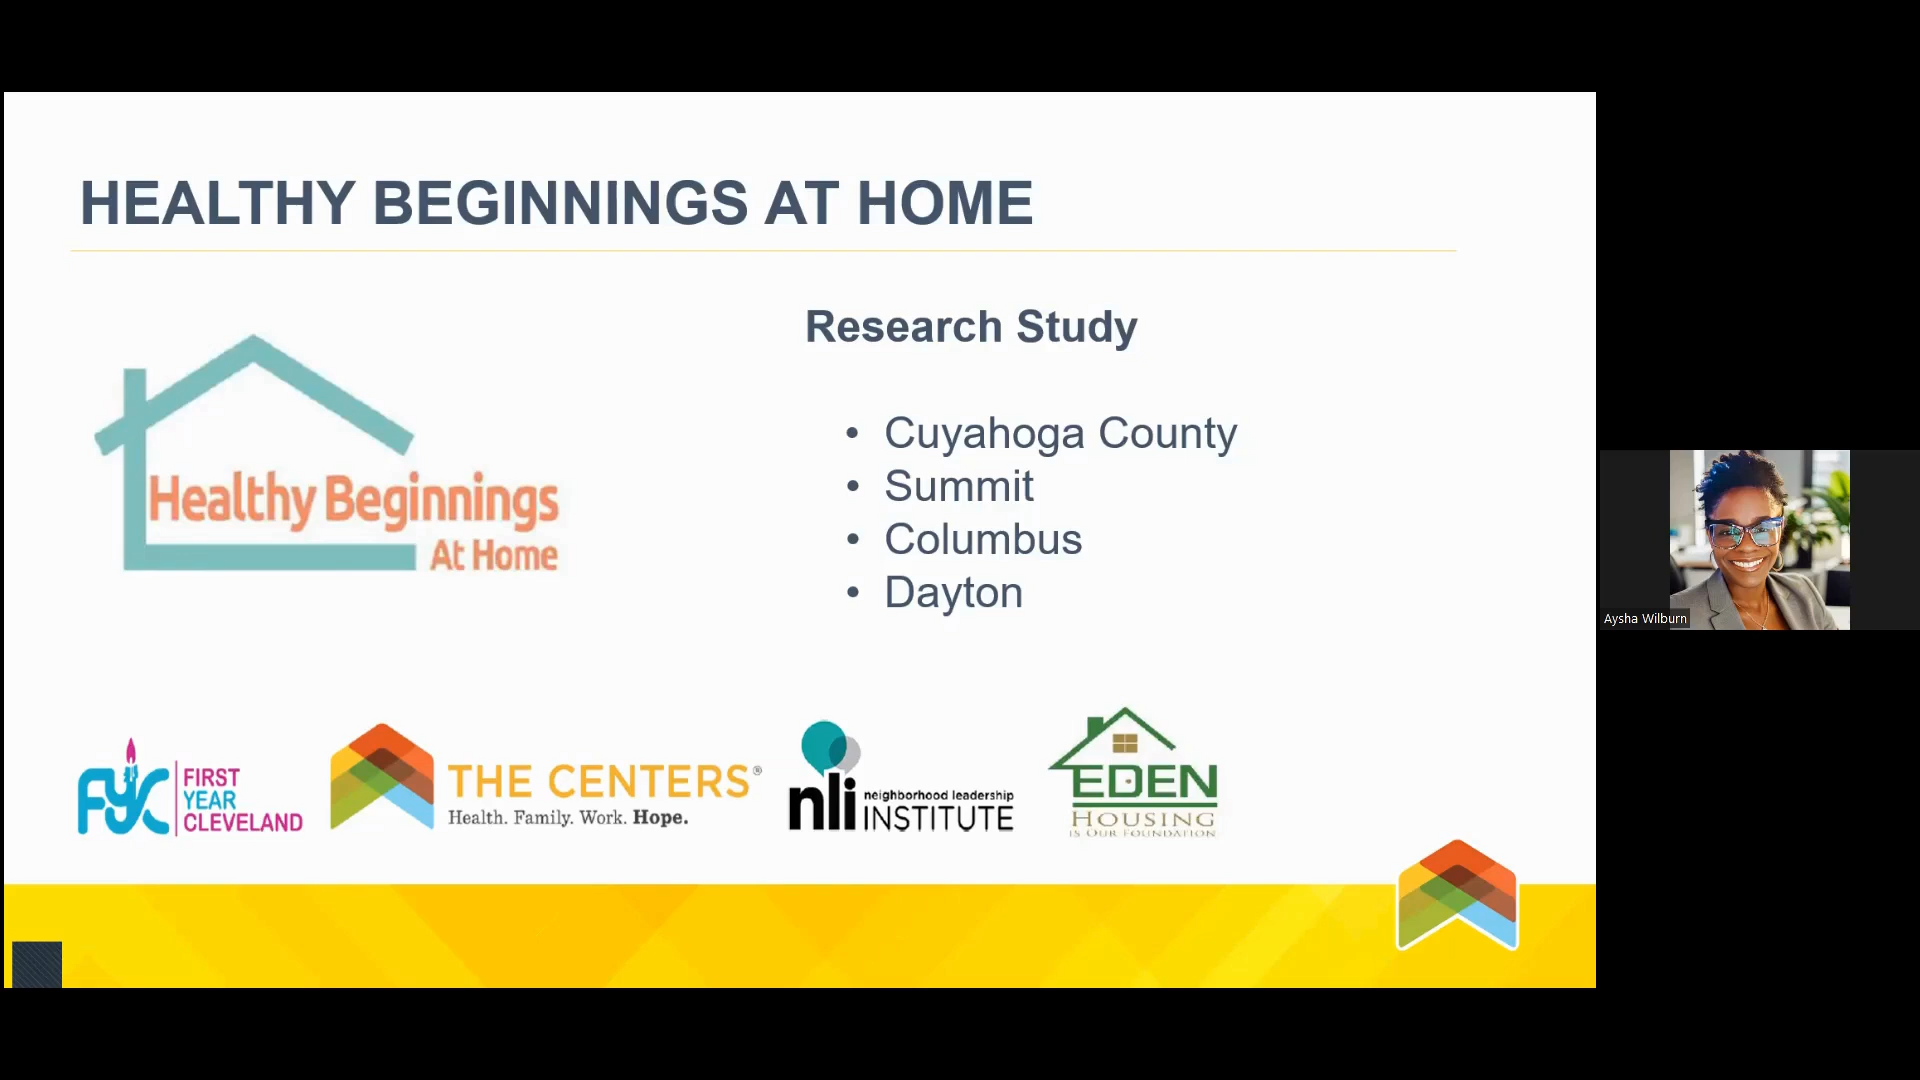 HEALTHY BEGINNINGS AT HOME
Healthy Beginnings
At Home
Research Study
• Cuyahoga County
• Summit
• Columbus
• Dayton
Aysha Wilburn
FYC
FIRST
YEAR
CLEVELAND
THE CENTERS®
Health. Family. Work. Hope.
nli
neighborhood leadership
INSTITUTE
EDEN
HOUSING
IS OUR FOUNDATION